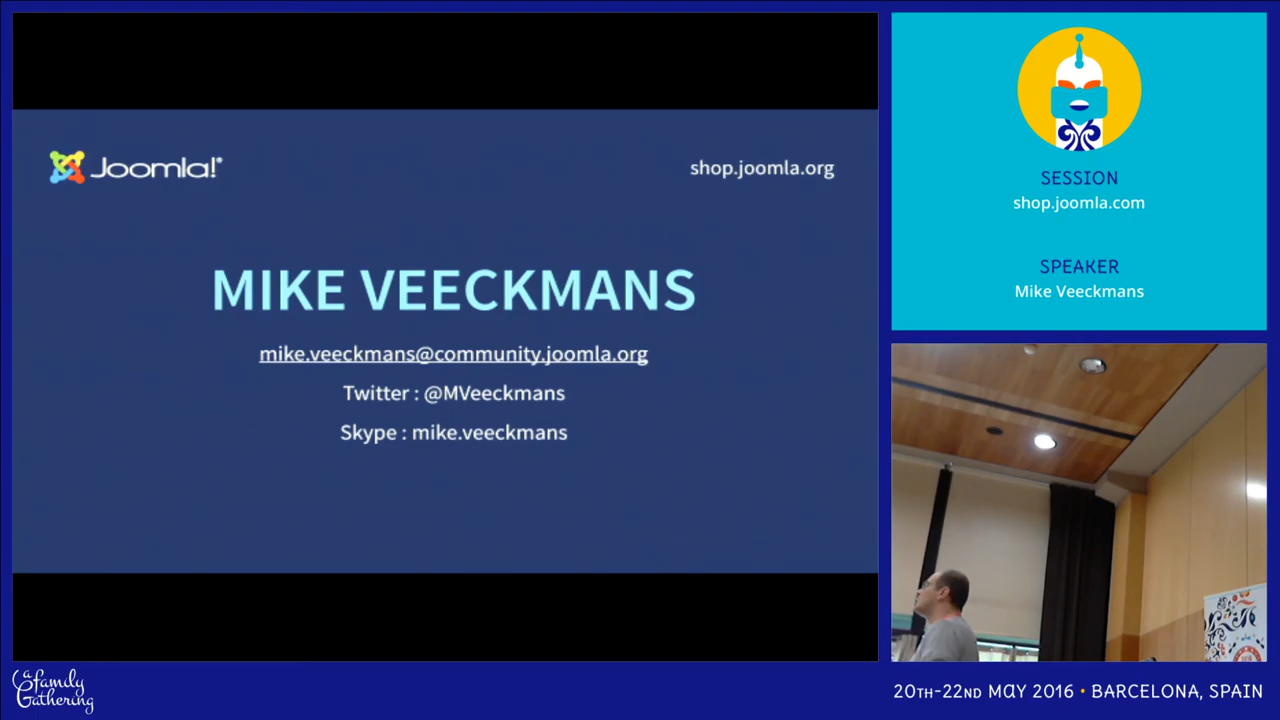 Joomla!®
shop.joomla.org
MIKE VEECKMANS
mike.veeckmans@community.joomla.org
Twitter : @MVeeckmans
Skype : mike.veeckmans
SESSION
shop.joomla.com
SPEAKER
Mike Veeckmans
a family
Gathering
20TH-22ND MAY 2016 • BARCELONA, SPAIN